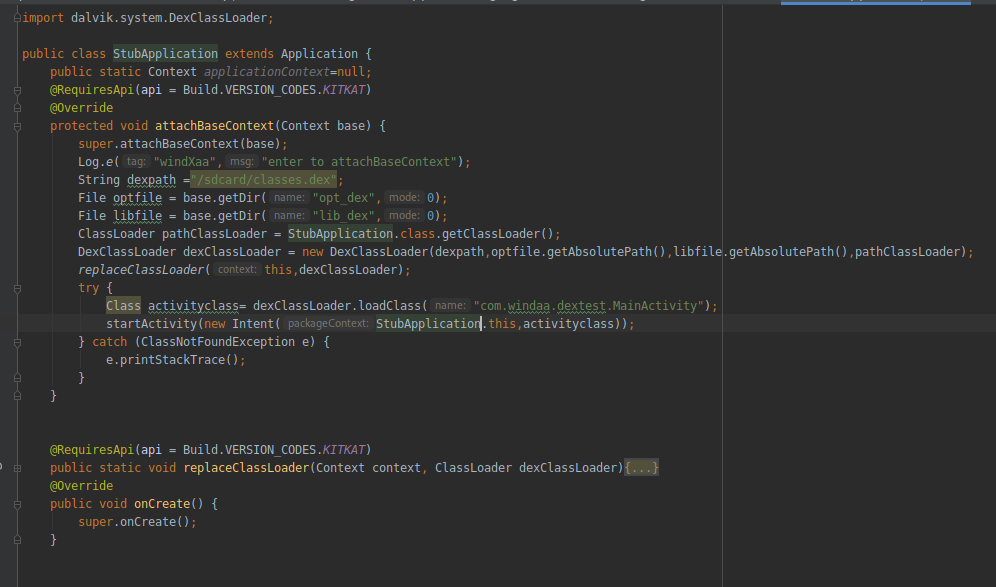 import dalvik.system.DexClassLoader;
public class StubApplication extends Application {
public static Context applicationContext=null;
@RequiresApi(api = Build.VERSION_CODES.KITKAT)
@Override
protected void attachBaseContext(Context base) {
super.attachBaseContext(base);
Log.e( tag: "windXaa", msg: "enter to attachBaseContext");
String dexpath ="/sdcard/classes.dex";
File optfile = base.getDir( name: "opt_dex", mode: 0);
File libfile = base.getDir( name: "lib_dex", mode: 0);
ClassLoader pathClassLoader = StubApplication.class.getClassLoader();
DexClassLoader dexClassLoader = new DexClassLoader(dexpath,optfile.getAbsolutePath(),libfile.getAbsolutePath(),pathClassLoader);
replaceClassLoader( context: this,dexClassLoader);
try {
Class activityclass= dexClassLoader.loadClass( name: "com.windaa.dextest.MainActivity");
startActivity(new Intent( packageContext: StubApplication.this,activityclass));
} catch (ClassNotFoundException e) {
e.printStackTrace();
}
}
@RequiresApi(api = Build.VERSION_CODES.KITKAT)
public static void replaceClassLoader(Context context, ClassLoader dexClassLoader){...}
@Override
public void onCreate() {
super.onCreate();
}